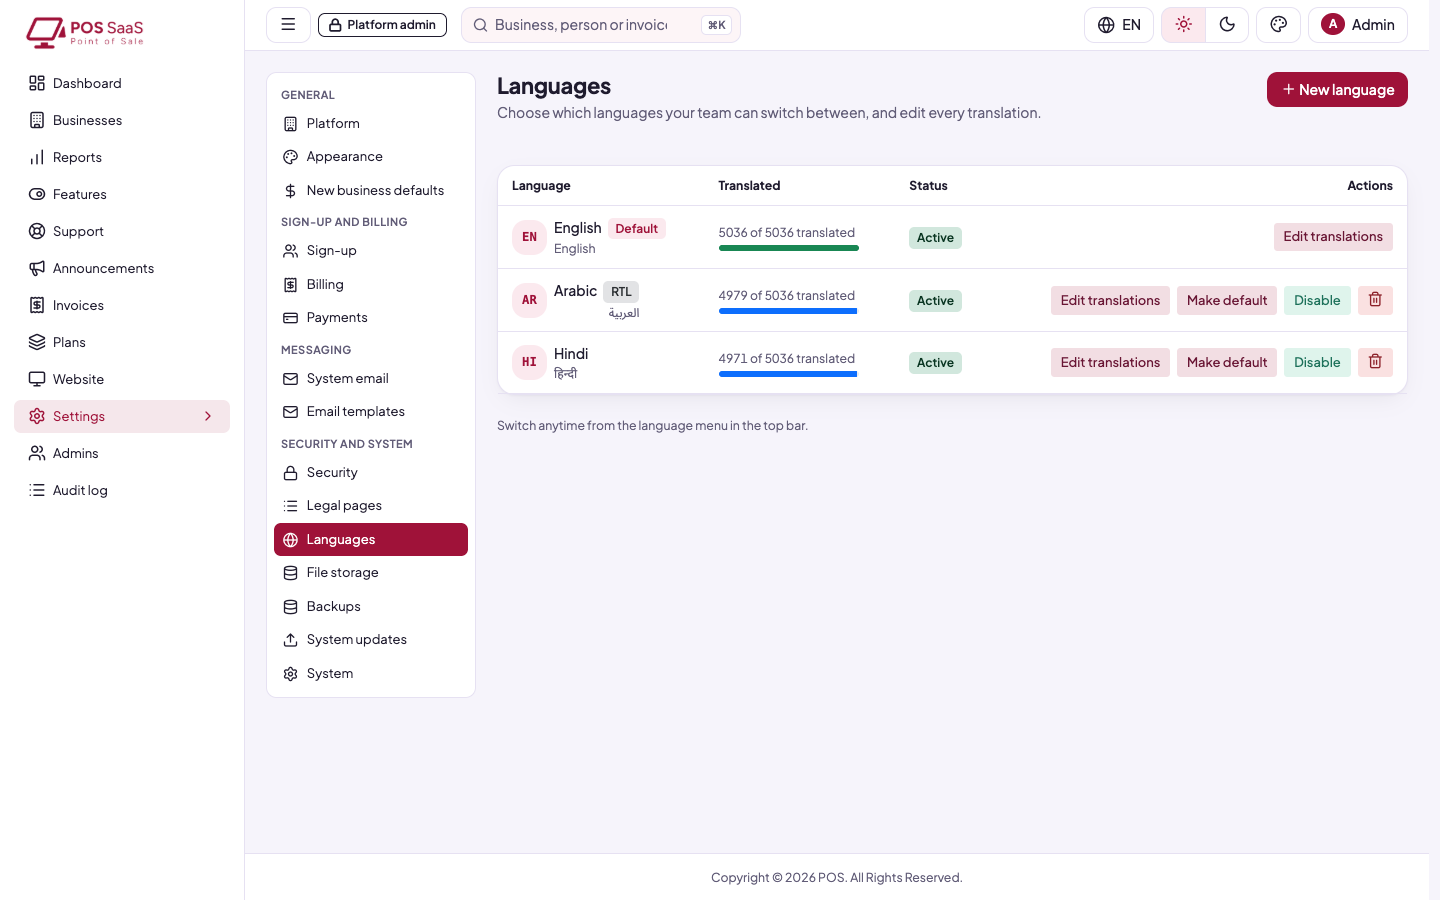 POS SaaS
Point of Sale
Dashboard
Businesses
Reports
Features
Support
Announcements
Invoices
Plans
Website
Settings
Admins
Audit log
Platform admin
Business, person or invoice
⌘K
EN
A
Admin
GENERAL
Platform
Appearance
New business defaults
SIGN-UP AND BILLING
Sign-up
Billing
Payments
MESSAGING
System email
Email templates
SECURITY AND SYSTEM
Security
Legal pages
Languages
File storage
Backups
System updates
System
Languages
Choose which languages your team can switch between, and edit every translation.
+ New language
Language Translated Status Actions
EN English Default 5036 of 5036 translated Active Edit translations
English
AR Arabic RTL 4979 of 5036 translated Active Edit translations Make default Disable
العربية
HI Hindi 4971 of 5036 translated Active Edit translations Make default Disable
हिन्दी
Switch anytime from the language menu in the top bar.
Copyright © 2026 POS. All Rights Reserved.